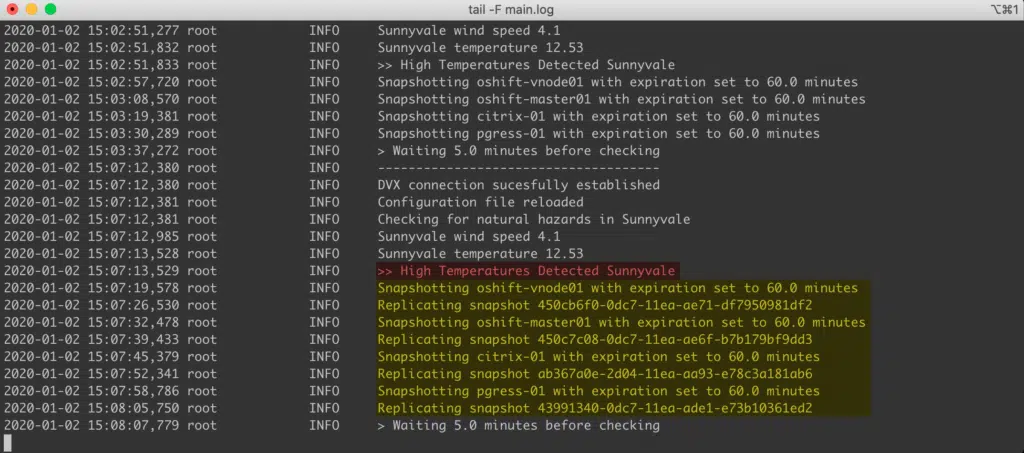 tail -F main.log
⌥⌘1
2020-01-02 15:02:51,277 root INFO Sunnyvale wind speed 4.1
2020-01-02 15:02:51,832 root INFO Sunnyvale temperature 12.53
2020-01-02 15:02:51,833 root INFO >> High Temperatures Detected Sunnyvale
2020-01-02 15:02:57,720 root INFO Snapshotting oshift-vnode01 with expiration set to 60.0 minutes
2020-01-02 15:03:08,570 root INFO Snapshotting oshift-master01 with expiration set to 60.0 minutes
2020-01-02 15:03:19,381 root INFO Snapshotting citrix-01 with expiration set to 60.0 minutes
2020-01-02 15:03:30,289 root INFO Snapshotting pgress-01 with expiration set to 60.0 minutes
2020-01-02 15:03:37,272 root INFO > Waiting 5.0 minutes before checking
2020-01-02 15:07:12,380 root INFO -------------------------------------
2020-01-02 15:07:12,380 root INFO DVX connection sucesfully established
2020-01-02 15:07:12,381 root INFO Configuration file reloaded
2020-01-02 15:07:12,381 root INFO Checking for natural hazards in Sunnyvale
2020-01-02 15:07:12,985 root INFO Sunnyvale wind speed 4.1
2020-01-02 15:07:13,528 root INFO Sunnyvale temperature 12.53
2020-01-02 15:07:13,529 root INFO >> High Temperatures Detected Sunnyvale
2020-01-02 15:07:19,578 root INFO Snapshotting oshift-vnode01 with expiration set to 60.0 minutes
2020-01-02 15:07:26,530 root INFO Replicating snapshot 450cb6f0-0dc7-11ea-ae71-df7950981df2
2020-01-02 15:07:32,478 root INFO Snapshotting oshift-master01 with expiration set to 60.0 minutes
2020-01-02 15:07:39,433 root INFO Replicating snapshot 450c7c08-0dc7-11ea-ae6f-b7b179bf9dd3
2020-01-02 15:07:45,379 root INFO Snapshotting citrix-01 with expiration set to 60.0 minutes
2020-01-02 15:07:52,341 root INFO Replicating snapshot ab367a0e-2d04-11ea-aa93-e78c3a181ab6
2020-01-02 15:07:58,786 root INFO Snapshotting pgress-01 with expiration set to 60.0 minutes
2020-01-02 15:08:05,750 root INFO Replicating snapshot 43991340-0dc7-11ea-ade1-e73b10361ed2
2020-01-02 15:08:07,779 root INFO > Waiting 5.0 minutes before checking